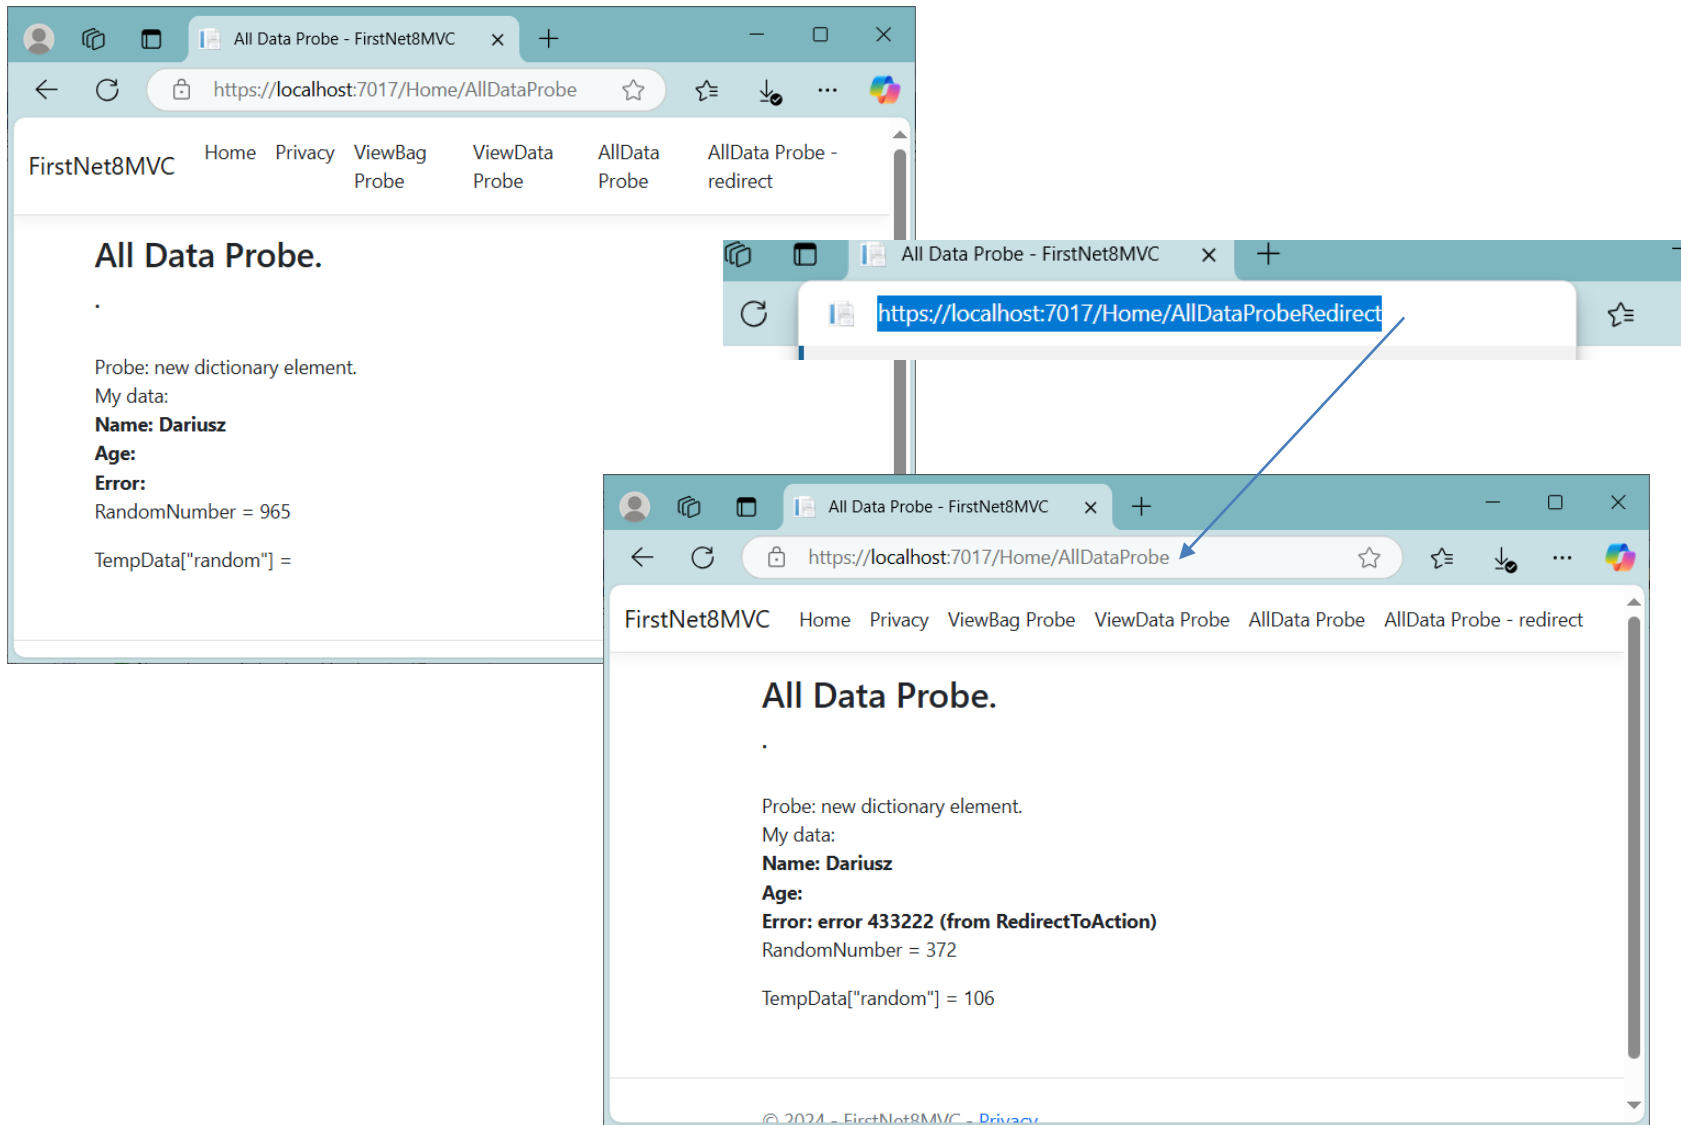 All Data Probe - FirstNet8MVC
https://localhost:7017/Home/AllDataProbe
FirstNet8MVC
Home
Privacy
ViewBag Probe
ViewData Probe
AllData Probe
AllData Probe - redirect
All Data Probe.
.
Probe: new dictionary element.
My data:
Name: Dariusz
Age:
Error:
RandomNumber = 965
TempData["random"] =
All Data Probe - FirstNet8MVC
https://localhost:7017/Home/AllDataProbeRedirect
All Data Probe - FirstNet8MVC
https://localhost:7017/Home/AllDataProbe
FirstNet8MVC Home Privacy ViewBag Probe ViewData Probe AllData Probe AllData Probe - redirect
All Data Probe.
.
Probe: new dictionary element.
My data:
Name: Dariusz
Age:
Error: error 433222 (from RedirectToAction)
RandomNumber = 372
TempData["random"] = 106
© 2024 - FirstNet8MVC - Privacy